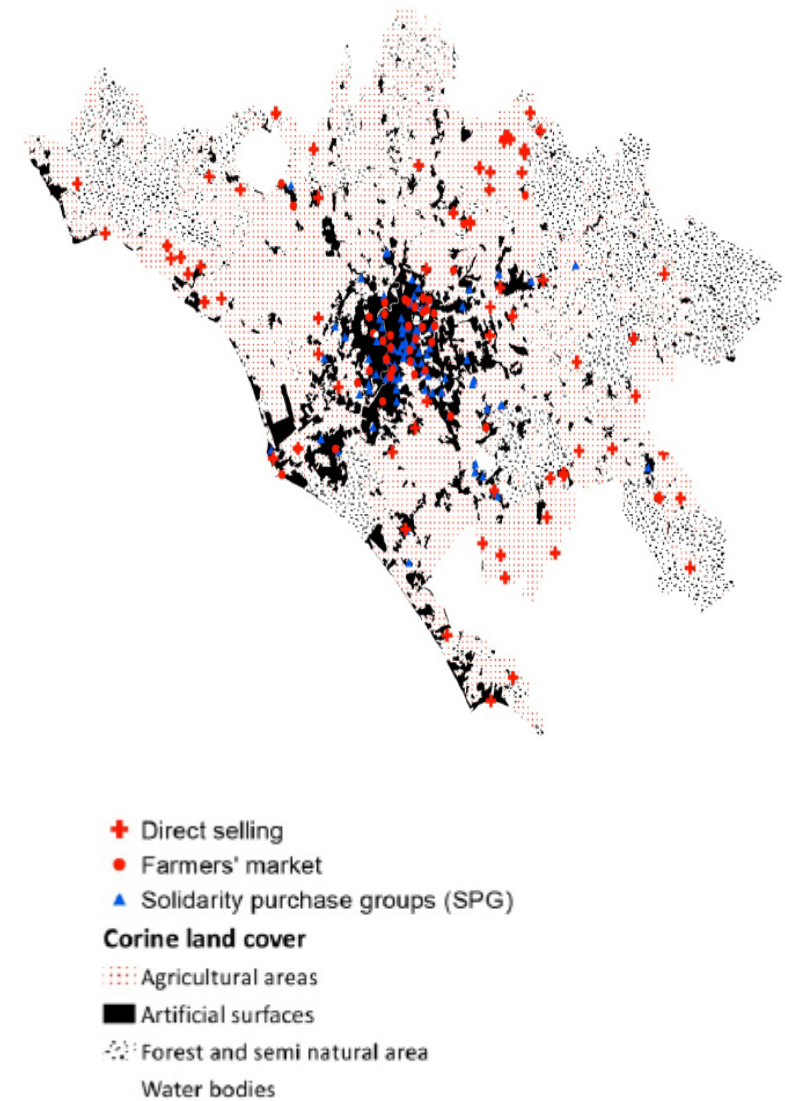 Direct selling
Farmers' market
Solidarity purchase groups (SPG)
Corine land cover
Agricultural areas
Artificial surfaces
Forest and semi natural area
Water bodies